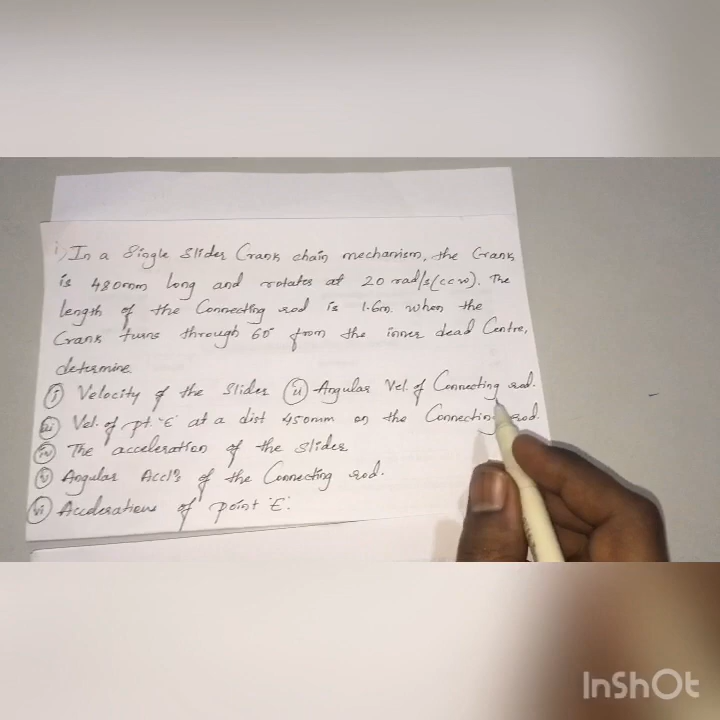 i) In a Single Slider Crank chain mechanism, the Crank
is 480mm long and rotates at 20 rad/s (ccw). The
length of the Connecting rod is 1.6m. when the
Crank turns through 60° from the inner dead Centre,
determine
(i) Velocity of the Slider (ii) Angular Vel. of Connecting rod.
(iii) Vel. of pt. 'E' at a dist 450mm on the Connecting rod.
(iv) The acceleration of the slider
(v) Angular Accl'n of the Connecting rod.
(vi) Accelerations of point 'E'.
InShOt